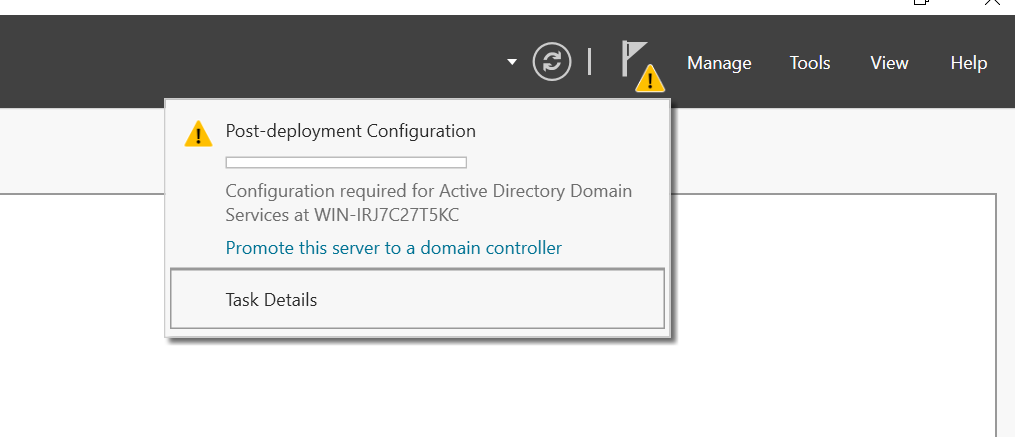 Manage Tools View Help
Post-deployment Configuration
Configuration required for Active Directory Domain
Services at WIN-IRJ7C27T5KC
Promote this server to a domain controller
Task Details